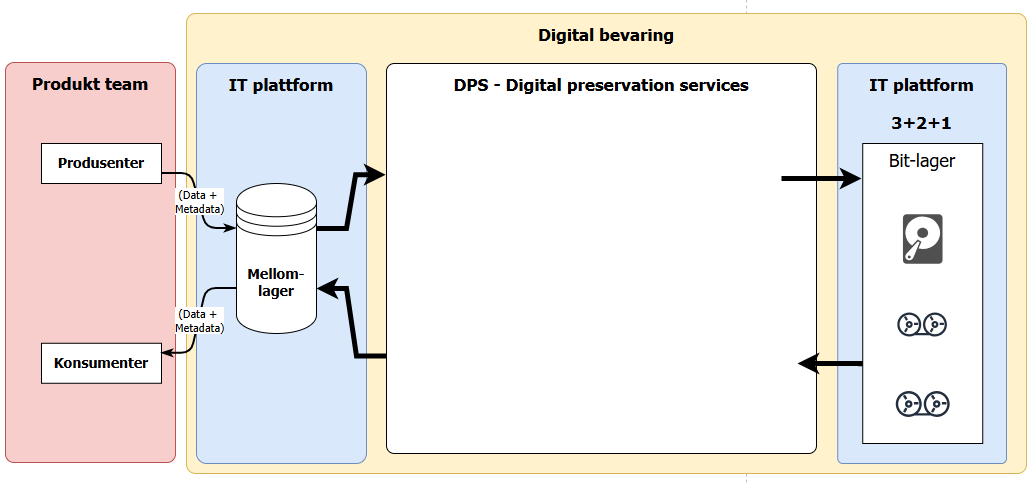 Digital bevaring
Produkt team
IT plattform
DPS - Digital preservation services
IT plattform
3+2+1
Produsenter
Bit-lager
(Data +
Metadata)
Mellom-
lager
(Data +
Metadata)
Konsumenter